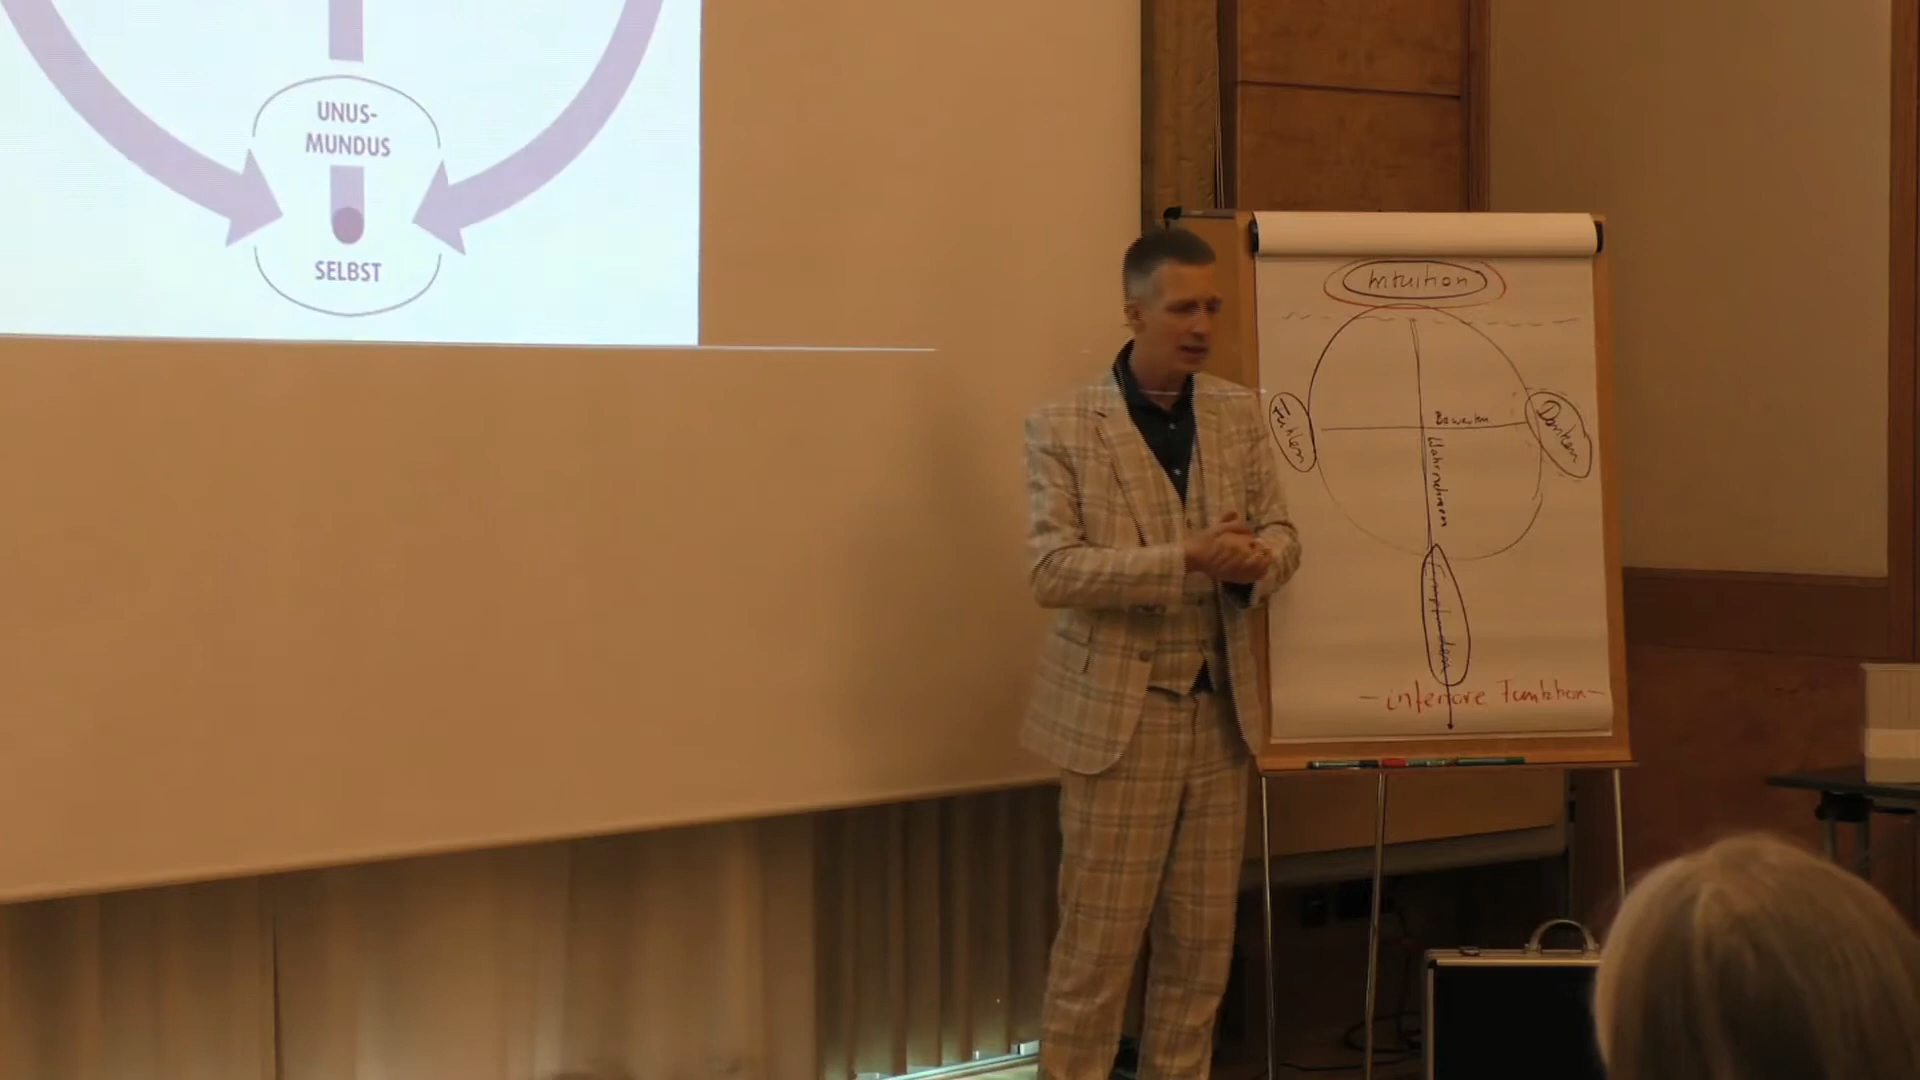 UNUS-
MUNDUS
SELBST
Intuition
Fühlen
Denken
Bewerten
Wahrnehmen
Empfinden
- inferiore Funktion -